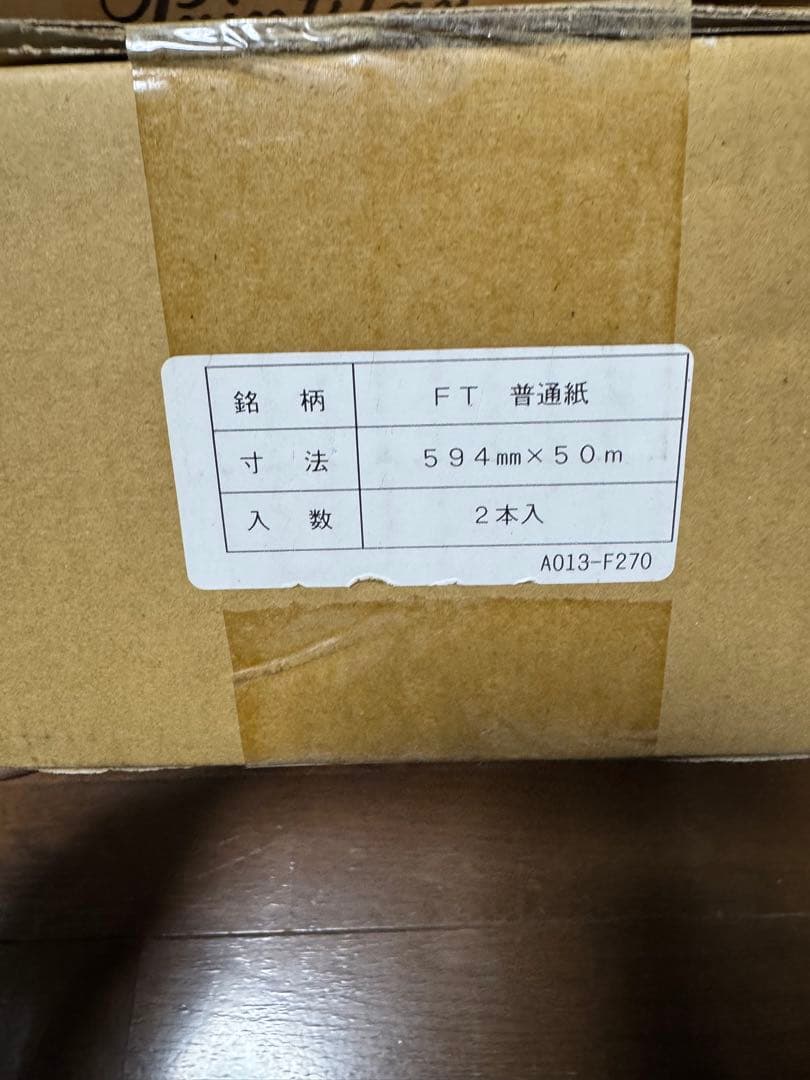 銘 柄 FT 普通紙
寸 法 594mm×50m
入 数 2本入
A013-F270